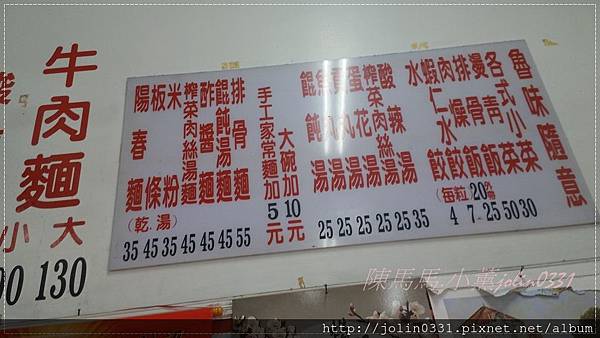 牛肉麵
小 大
130
陽春麵
板條
米粉
(乾.湯)
榨菜肉絲湯麵
酢醬麵
餛飩湯麵
排骨麵
35 45 35 45 45 45 55
手工家常麵加5元
大碗加10元
餛飩湯
魚丸湯
貢丸湯
蛋花湯
榨菜肉絲湯
酸辣湯
25 25 25 25 25 35
水餃
蝦仁水餃
(每粒)
肉燥飯
20
排骨飯
燙青菜
各式小菜
魯味隨意
4 7 25 50 30
陳馬馬.小薰jolin0331
http://jolin0331.pixnet.net/album